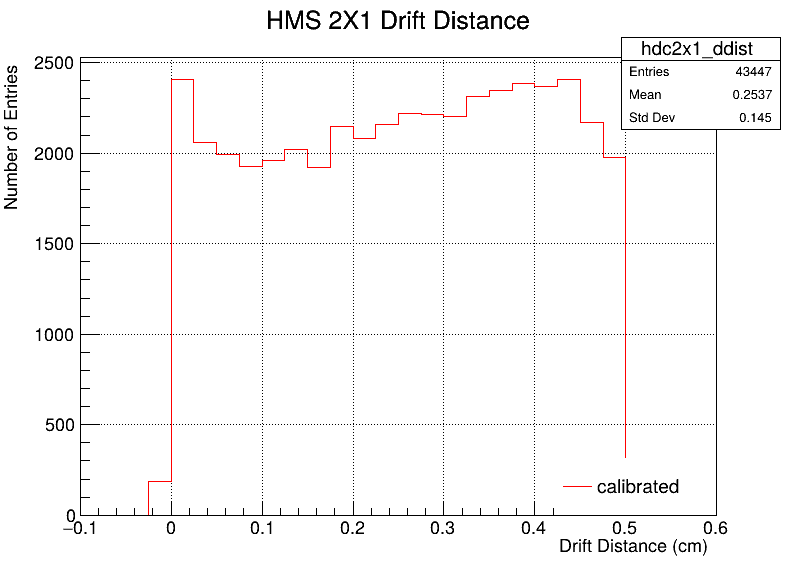 HMS 2X1 Drift Distance
hdc2x1_ddist
Entries 43447
Mean 0.2537
Std Dev 0.145
Number of Entries
2500
2000
1500
1000
500
0
−0.1 0 0.1 0.2 0.3 0.4 0.5 0.6
Drift Distance (cm)
calibrated